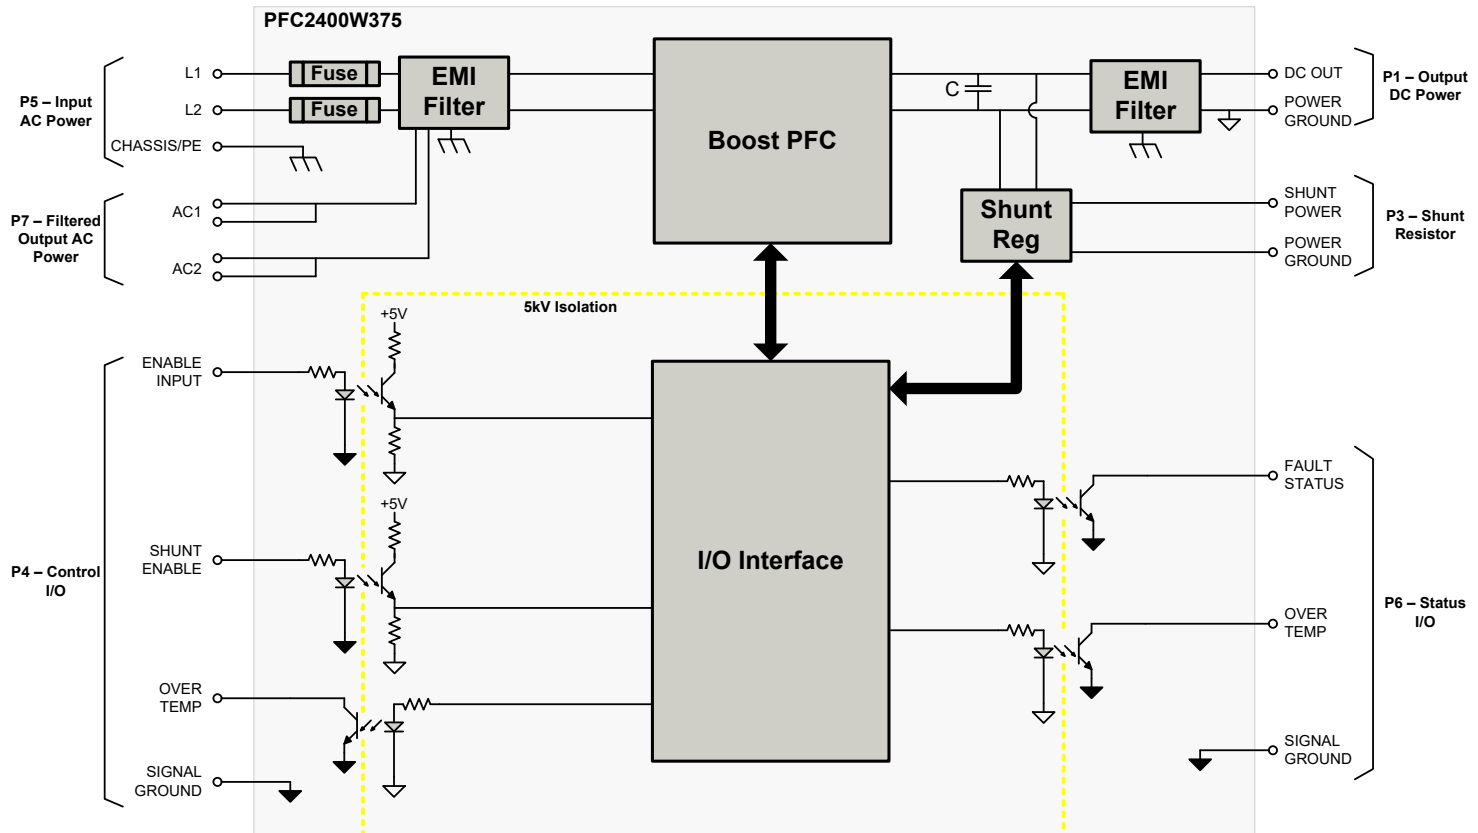 PFC2400W375
P5 – Input
AC Power
L1
L2
CHASSIS/PE
Fuse
Fuse
EMI
Filter
Boost PFC
C
EMI
Filter
DC OUT
POWER
GROUND
P1 – Output
DC Power
P7 – Filtered
Output AC
Power
AC1
AC2
Shunt
Reg
SHUNT
POWER
POWER
GROUND
P3 – Shunt
Resistor
5kV Isolation
P4 – Control
I/O
ENABLE
INPUT
+5V
SHUNT
ENABLE
+5V
OVER
TEMP
SIGNAL
GROUND
I/O Interface
FAULT
STATUS
OVER
TEMP
SIGNAL
GROUND
P6 – Status
I/O